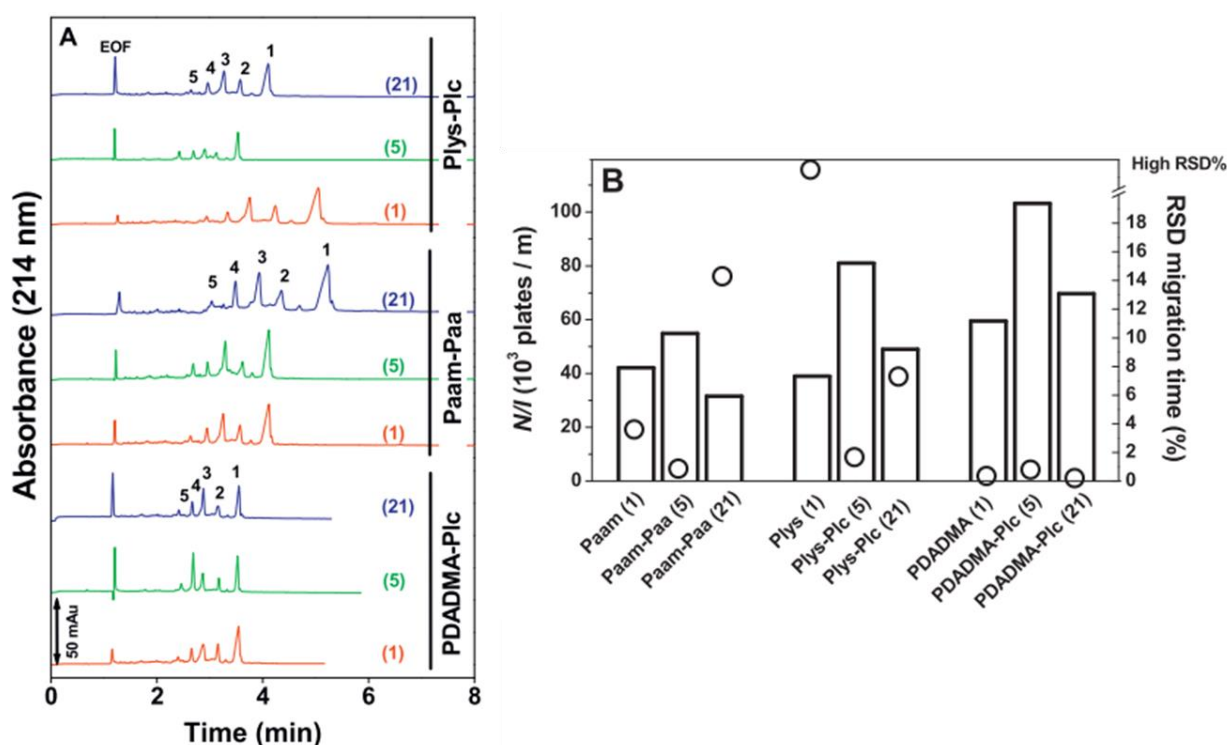 A
EOF
5 4 3 2 1
(21)
(5)
(1)
Plys-Plc
5 4 3 2 1
(21)
(5)
(1)
Paam-Paa
5 4 3 2 1
(21)
(5)
(1)
PDADMA-Plc
50 mAu
Absorbance (214 nm)
0 2 4 6 8
Time (min)
B
N/l (10³ plates / m)
100
80
60
40
20
0
High RSD%
18
16
14
12
10
8
6
4
2
0
RSD migration time (%)
Paam (1)
Paam-Paa (5)
Paam-Paa (21)
Plys (1)
Plys-Plc (5)
Plys-Plc (21)
PDADMA (1)
PDADMA-Plc (5)
PDADMA-Plc (21)